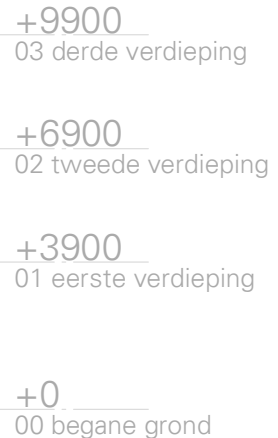 +9900
03 derde verdieping
+6900
02 tweede verdieping
+3900
01 eerste verdieping
+0
00 begane grond